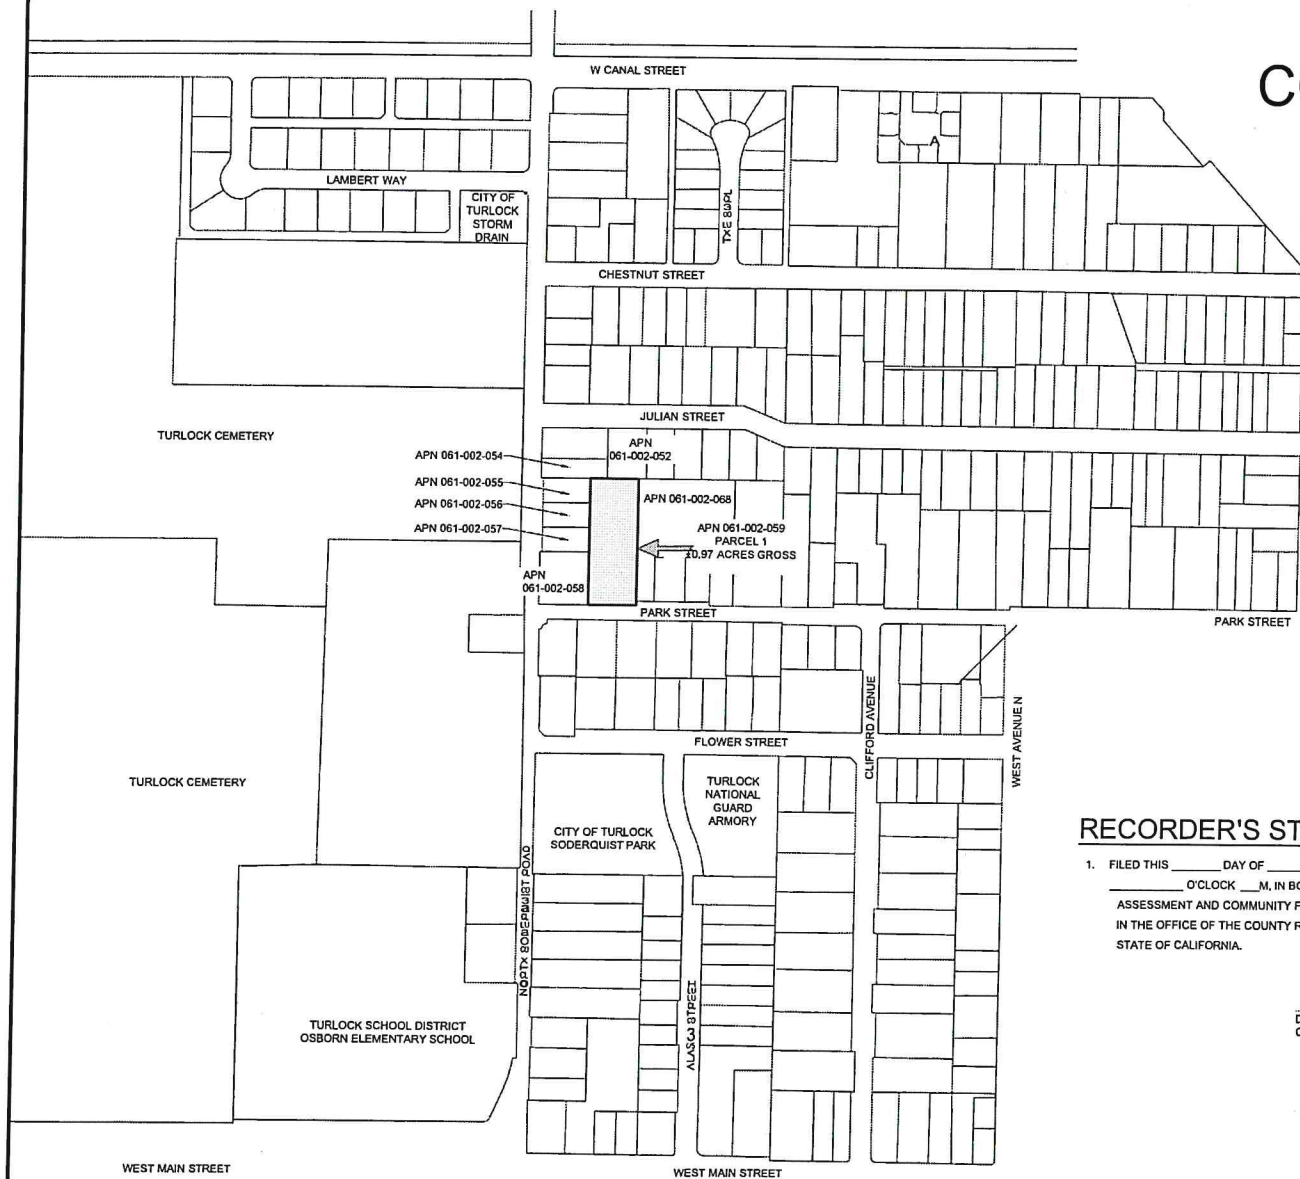 W CANAL STREET
LAMBERT WAY
CITY OF
TURLOCK
STORM
DRAIN
A
CHESTNUT STREET
JULIAN STREET
TURLOCK CEMETERY
APN 061-002-054
APN
061-002-052
APN 061-002-055
APN 061-002-056
APN 061-002-057
APN 061-002-068
APN 061-002-059
PARCEL 1
±0.97 ACRES GROSS
APN
061-002-058
PARK STREET
PARK STREET
CLIFFORD AVENUE
WEST AVENUE N
FLOWER STREET
TURLOCK CEMETERY
TURLOCK
NATIONAL
GUARD
ARMORY
CITY OF TURLOCK
SODERQUIST PARK
RECORDER'S ST
1. FILED THIS ______ DAY OF
______ O'CLOCK __M, IN BO
ASSESSMENT AND COMMUNITY F
IN THE OFFICE OF THE COUNTY R
STATE OF CALIFORNIA.
TURLOCK SCHOOL DISTRICT
OSBORN ELEMENTARY SCHOOL
WEST MAIN STREET
WEST MAIN STREET